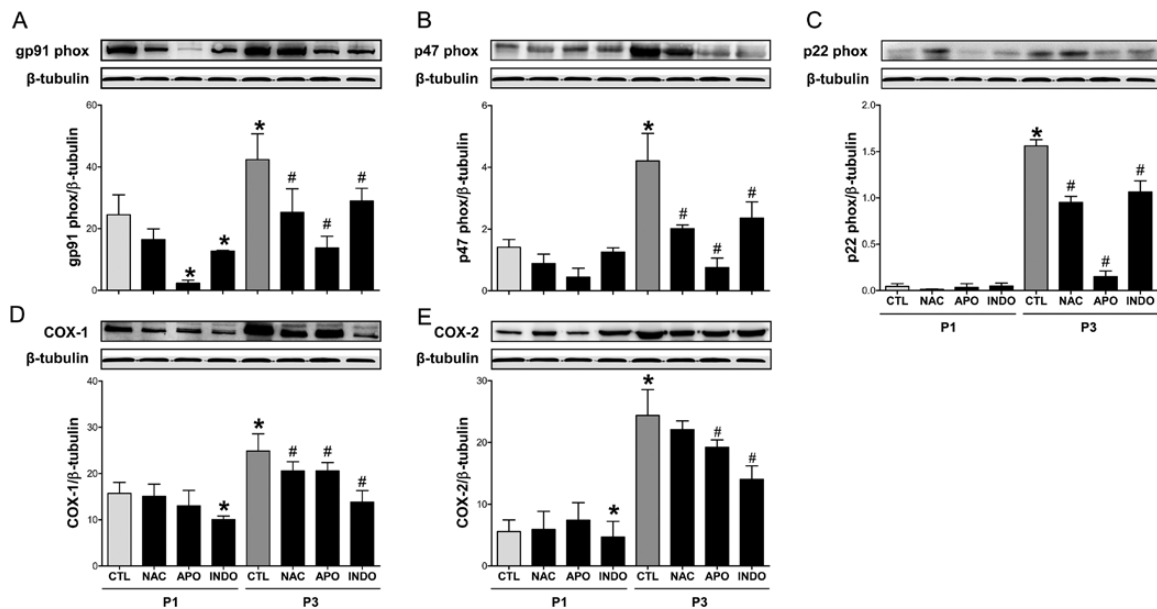 A
gp91 phox
β-tubulin
gp91 phox/β-tubulin
60
40
20
0
*
*
*
#
#
#
B
p47 phox
β-tubulin
p47 phox/β-tubulin
6
4
2
0
*
#
#
#
C
p22 phox
β-tubulin
p22 phox/β-tubulin
2.0
1.5
1.0
0.5
0.0
*
#
#
#
CTL NAC APO INDO CTL NAC APO INDO
P1 P3
D
COX-1
β-tubulin
COX-1/β-tubulin
40
30
20
10
0
*
*
#
#
#
CTL NAC APO INDO CTL NAC APO INDO
P1 P3
E
COX-2
β-tubulin
COX-2/β-tubulin
30
20
10
0
*
*
#
#
CTL NAC APO INDO CTL NAC APO INDO
P1 P3